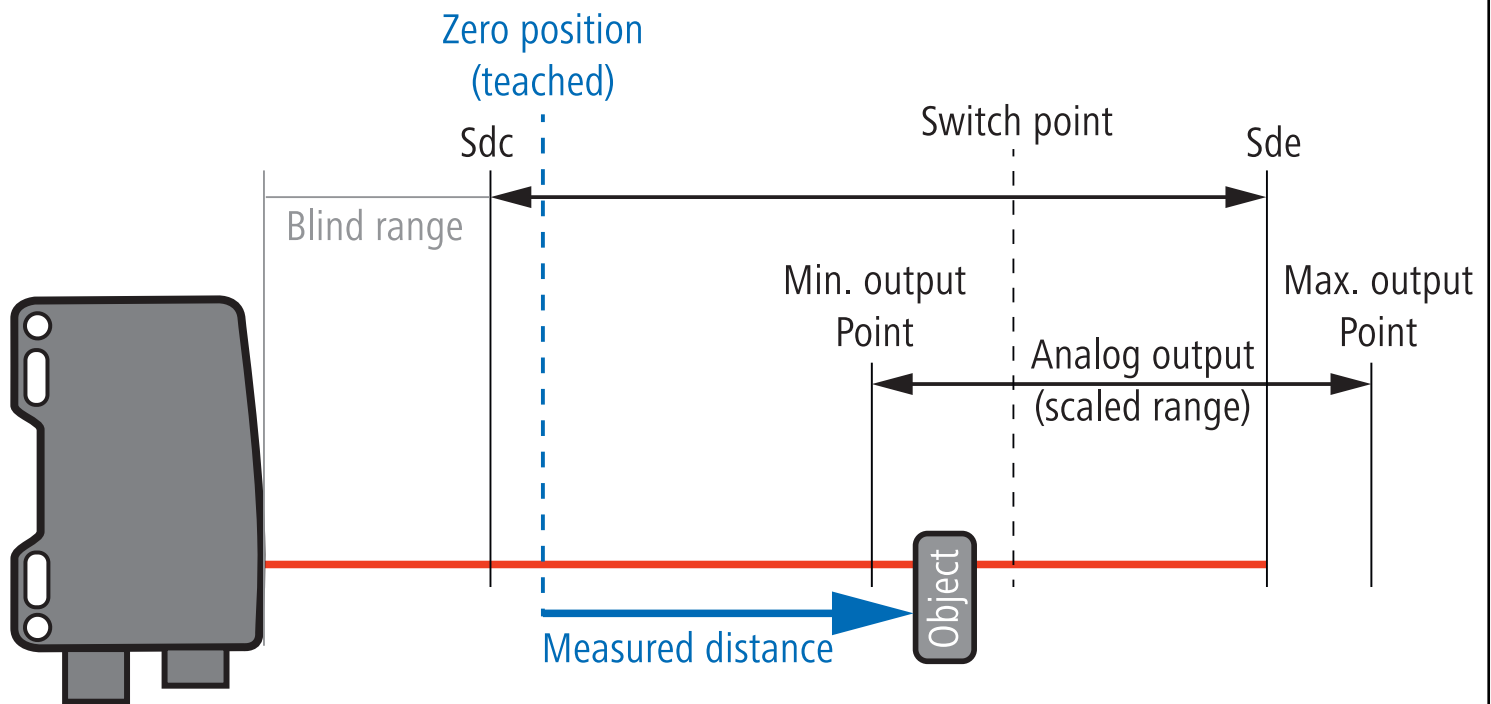 Zero position
(teached)
Sdc
Switch point
Sde
Blind range
Min. output
Point
Max. output
Point
Analog output
(scaled range)
Object
Measured distance